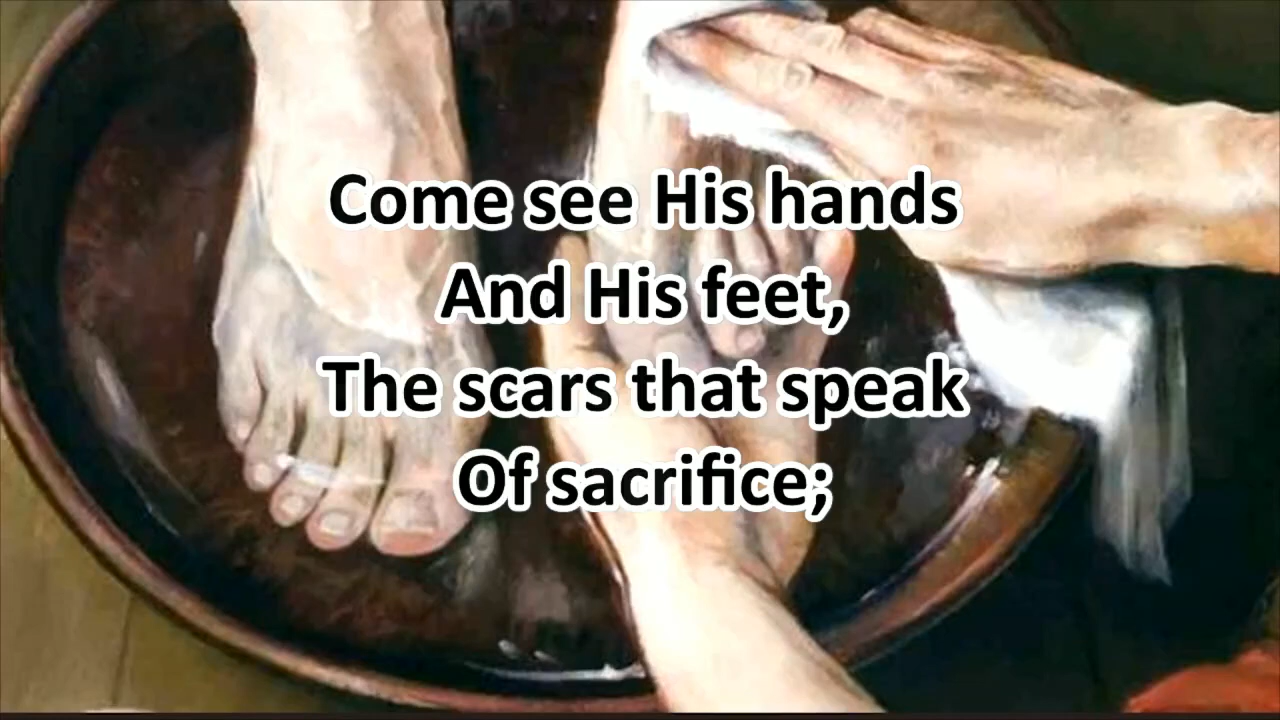 Come see His hands
And His feet,
The scars that speak
Of sacrifice;